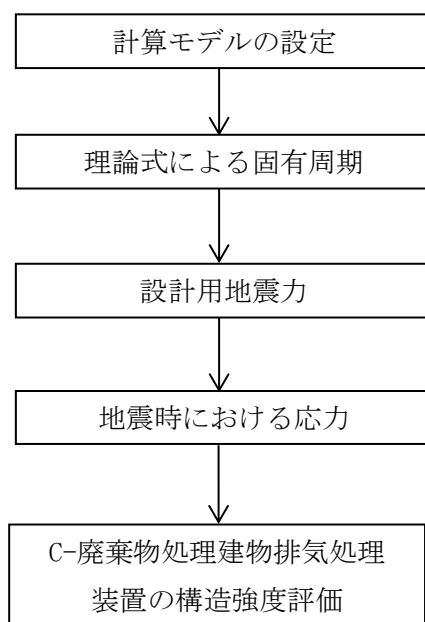 計算モデルの設定
理論式による固有周期
設計用地震力
地震時における応力
C-廃棄物処理建物排気処理
装置の構造強度評価